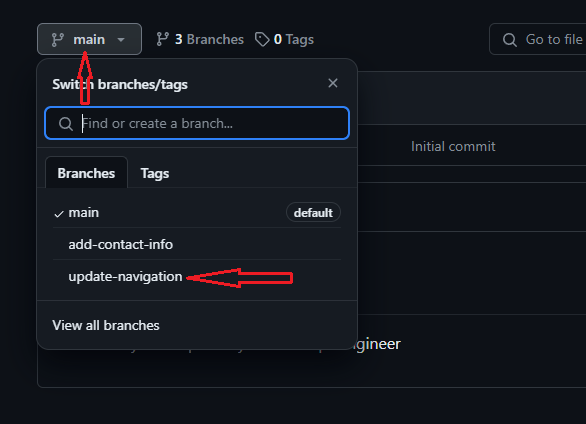 main
3 Branches
0 Tags
Go to file
Switch branches/tags
Find or create a branch...
Initial commit
Branches
Tags
main
default
add-contact-info
update-navigation
View all branches
gineer